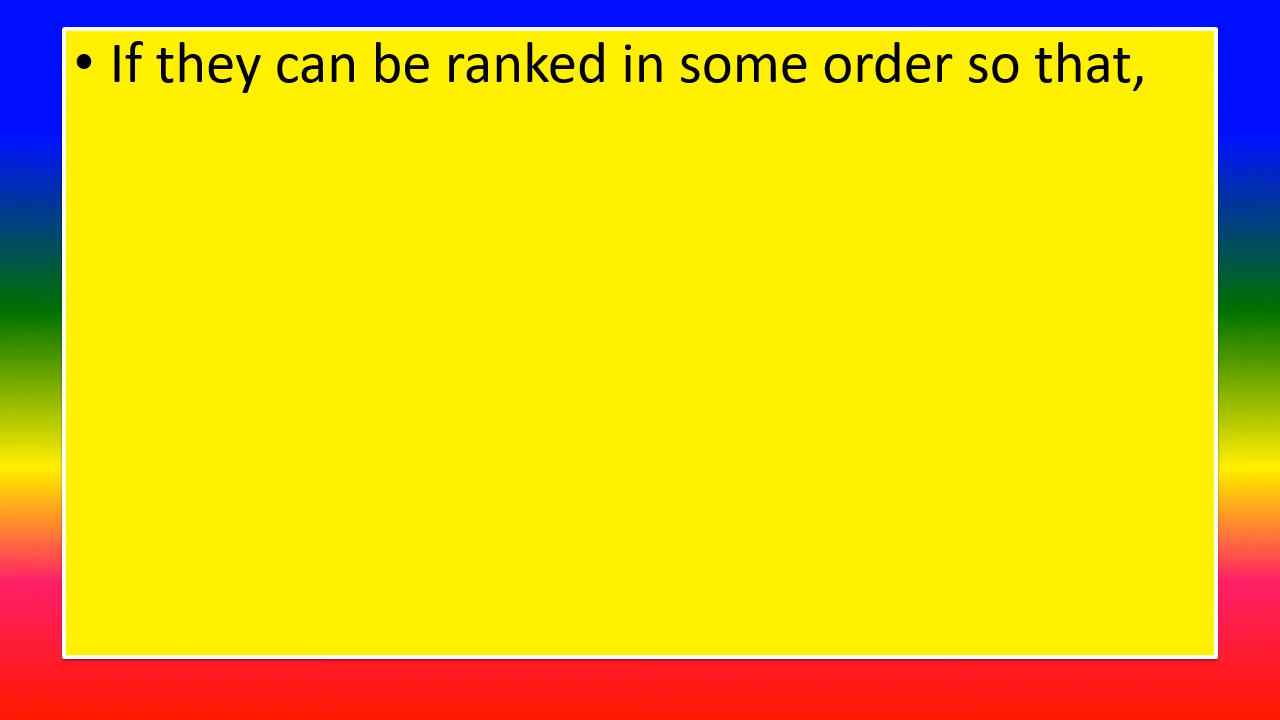 • If they can be ranked in some order so that,